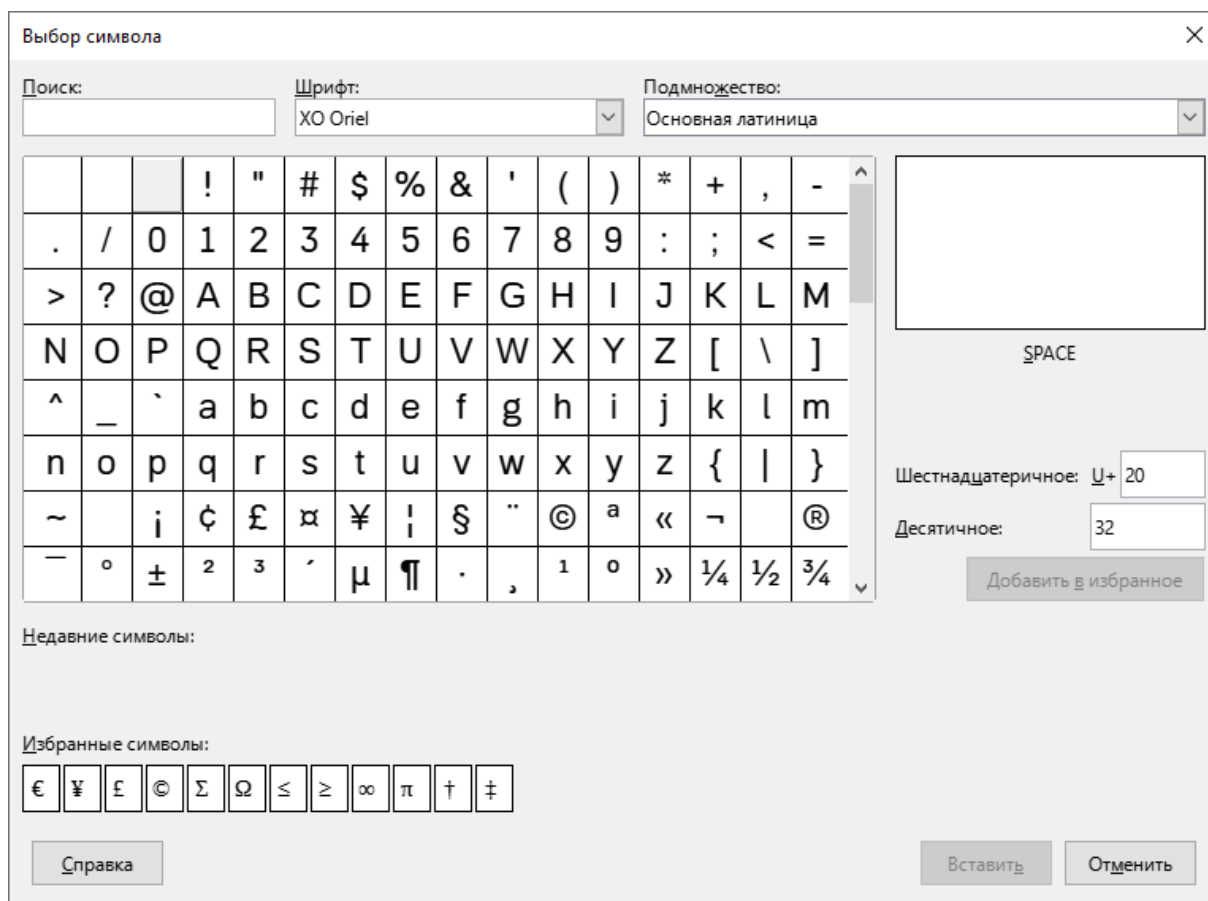 Выбор символа
Поиск: Шрифт: Подмножество:
XO Oriel Основная латиница
! " # $ % & ' ( ) * + , -
. / 0 1 2 3 4 5 6 7 8 9 : ; < =
> ? @ A B C D E F G H I J K L M
N O P Q R S T U V W X Y Z [ \ ]
^ _ ` a b c d e f g h i j k l m
n o p q r s t u v w x y z { | }
~ ¡ ¢ £ ¤ ¥ ¦ § ¨ © ª « ¬ ®
¯ ° ± ² ³ ´ µ ¶ · ¸ ¹ º » ¼ ½ ¾
SPACE
Шестнадцатеричное: U+ 20
Десятичное: 32
Добавить в избранное
Недавние символы:
Избранные символы:
€ ¥ £ © Σ Ω ≤ ≥ ∞ π † ‡
Справка Вставить Отменить